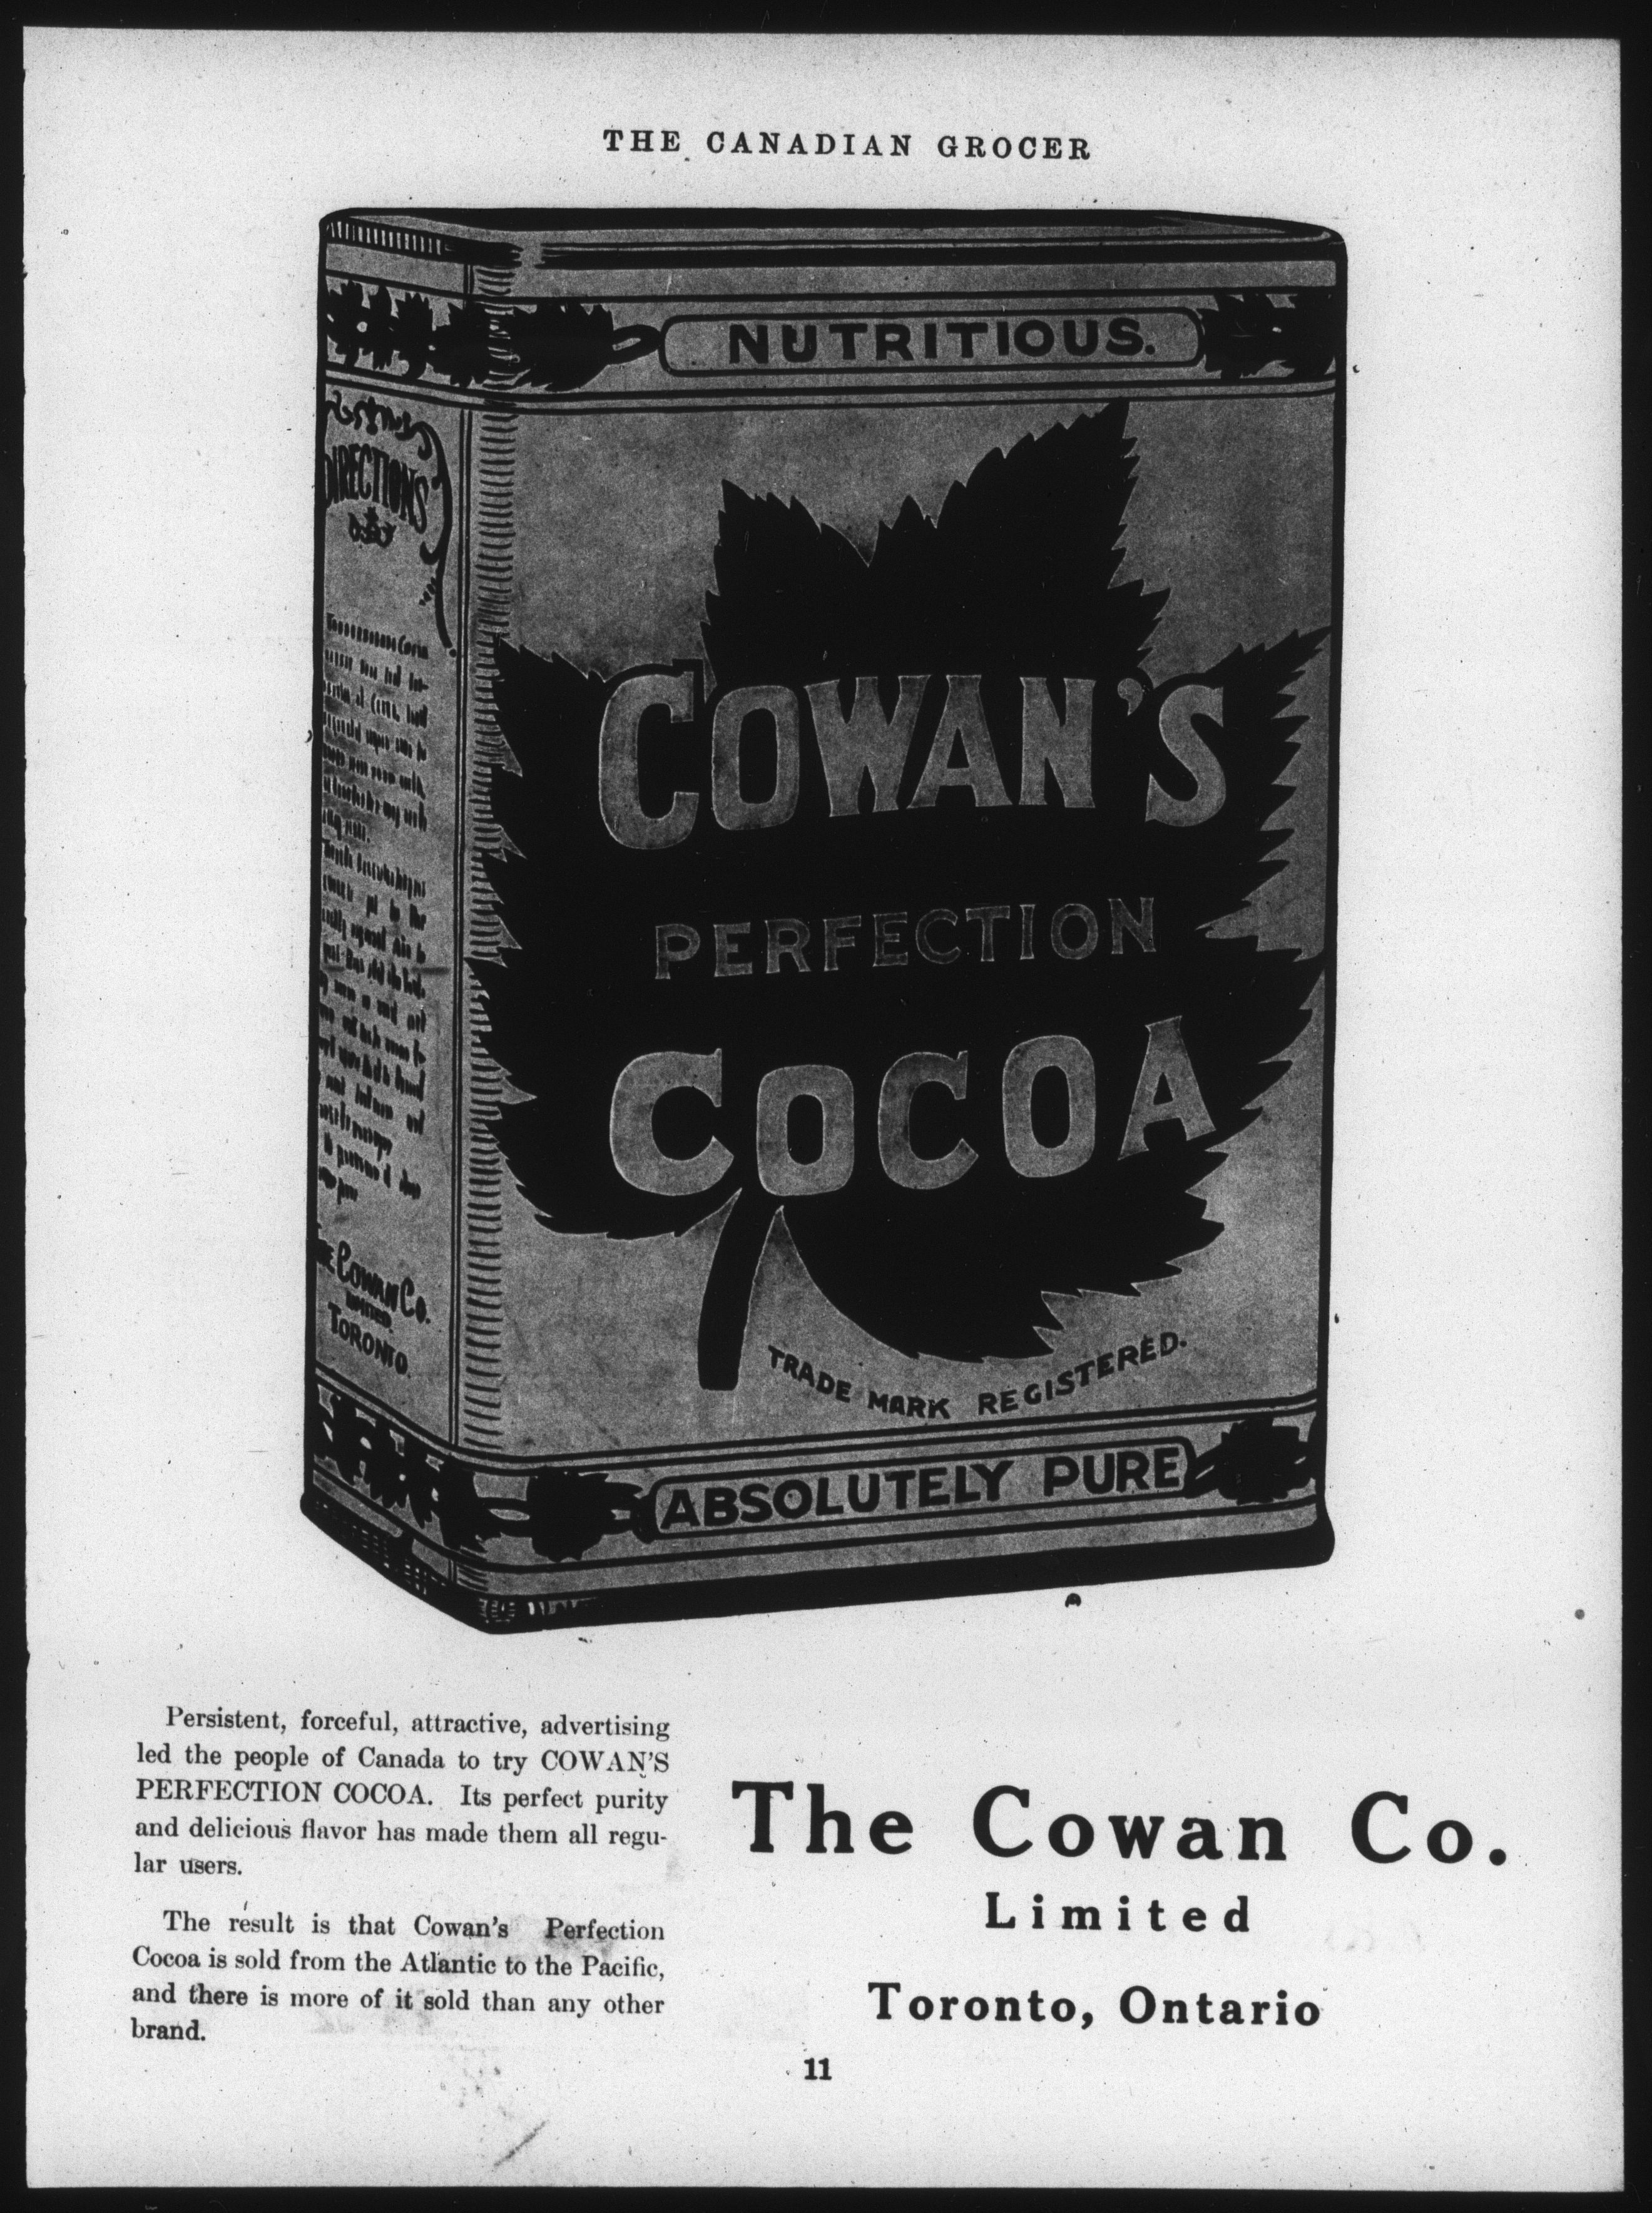 THE CANADIAN GROCER
NUTRITIOUS.
DIRECTIONS
COWAN'S
PERFECTION
COCOA
THE COWAN CO.
LIMITED
TORONTO.
TRADE MARK REGISTERED.
ABSOLUTELY PURE
Persistent, forceful, attractive, advertising
led the people of Canada to try COWAN'S
PERFECTION COCOA. Its perfect purity
and delicious flavor has made them all regu-
lar users.
The result is that Cowan's Perfection
Cocoa is sold from the Atlantic to the Pacific,
and there is more of it sold than any other
brand.
The Cowan Co.
Limited
Toronto, Ontario
11